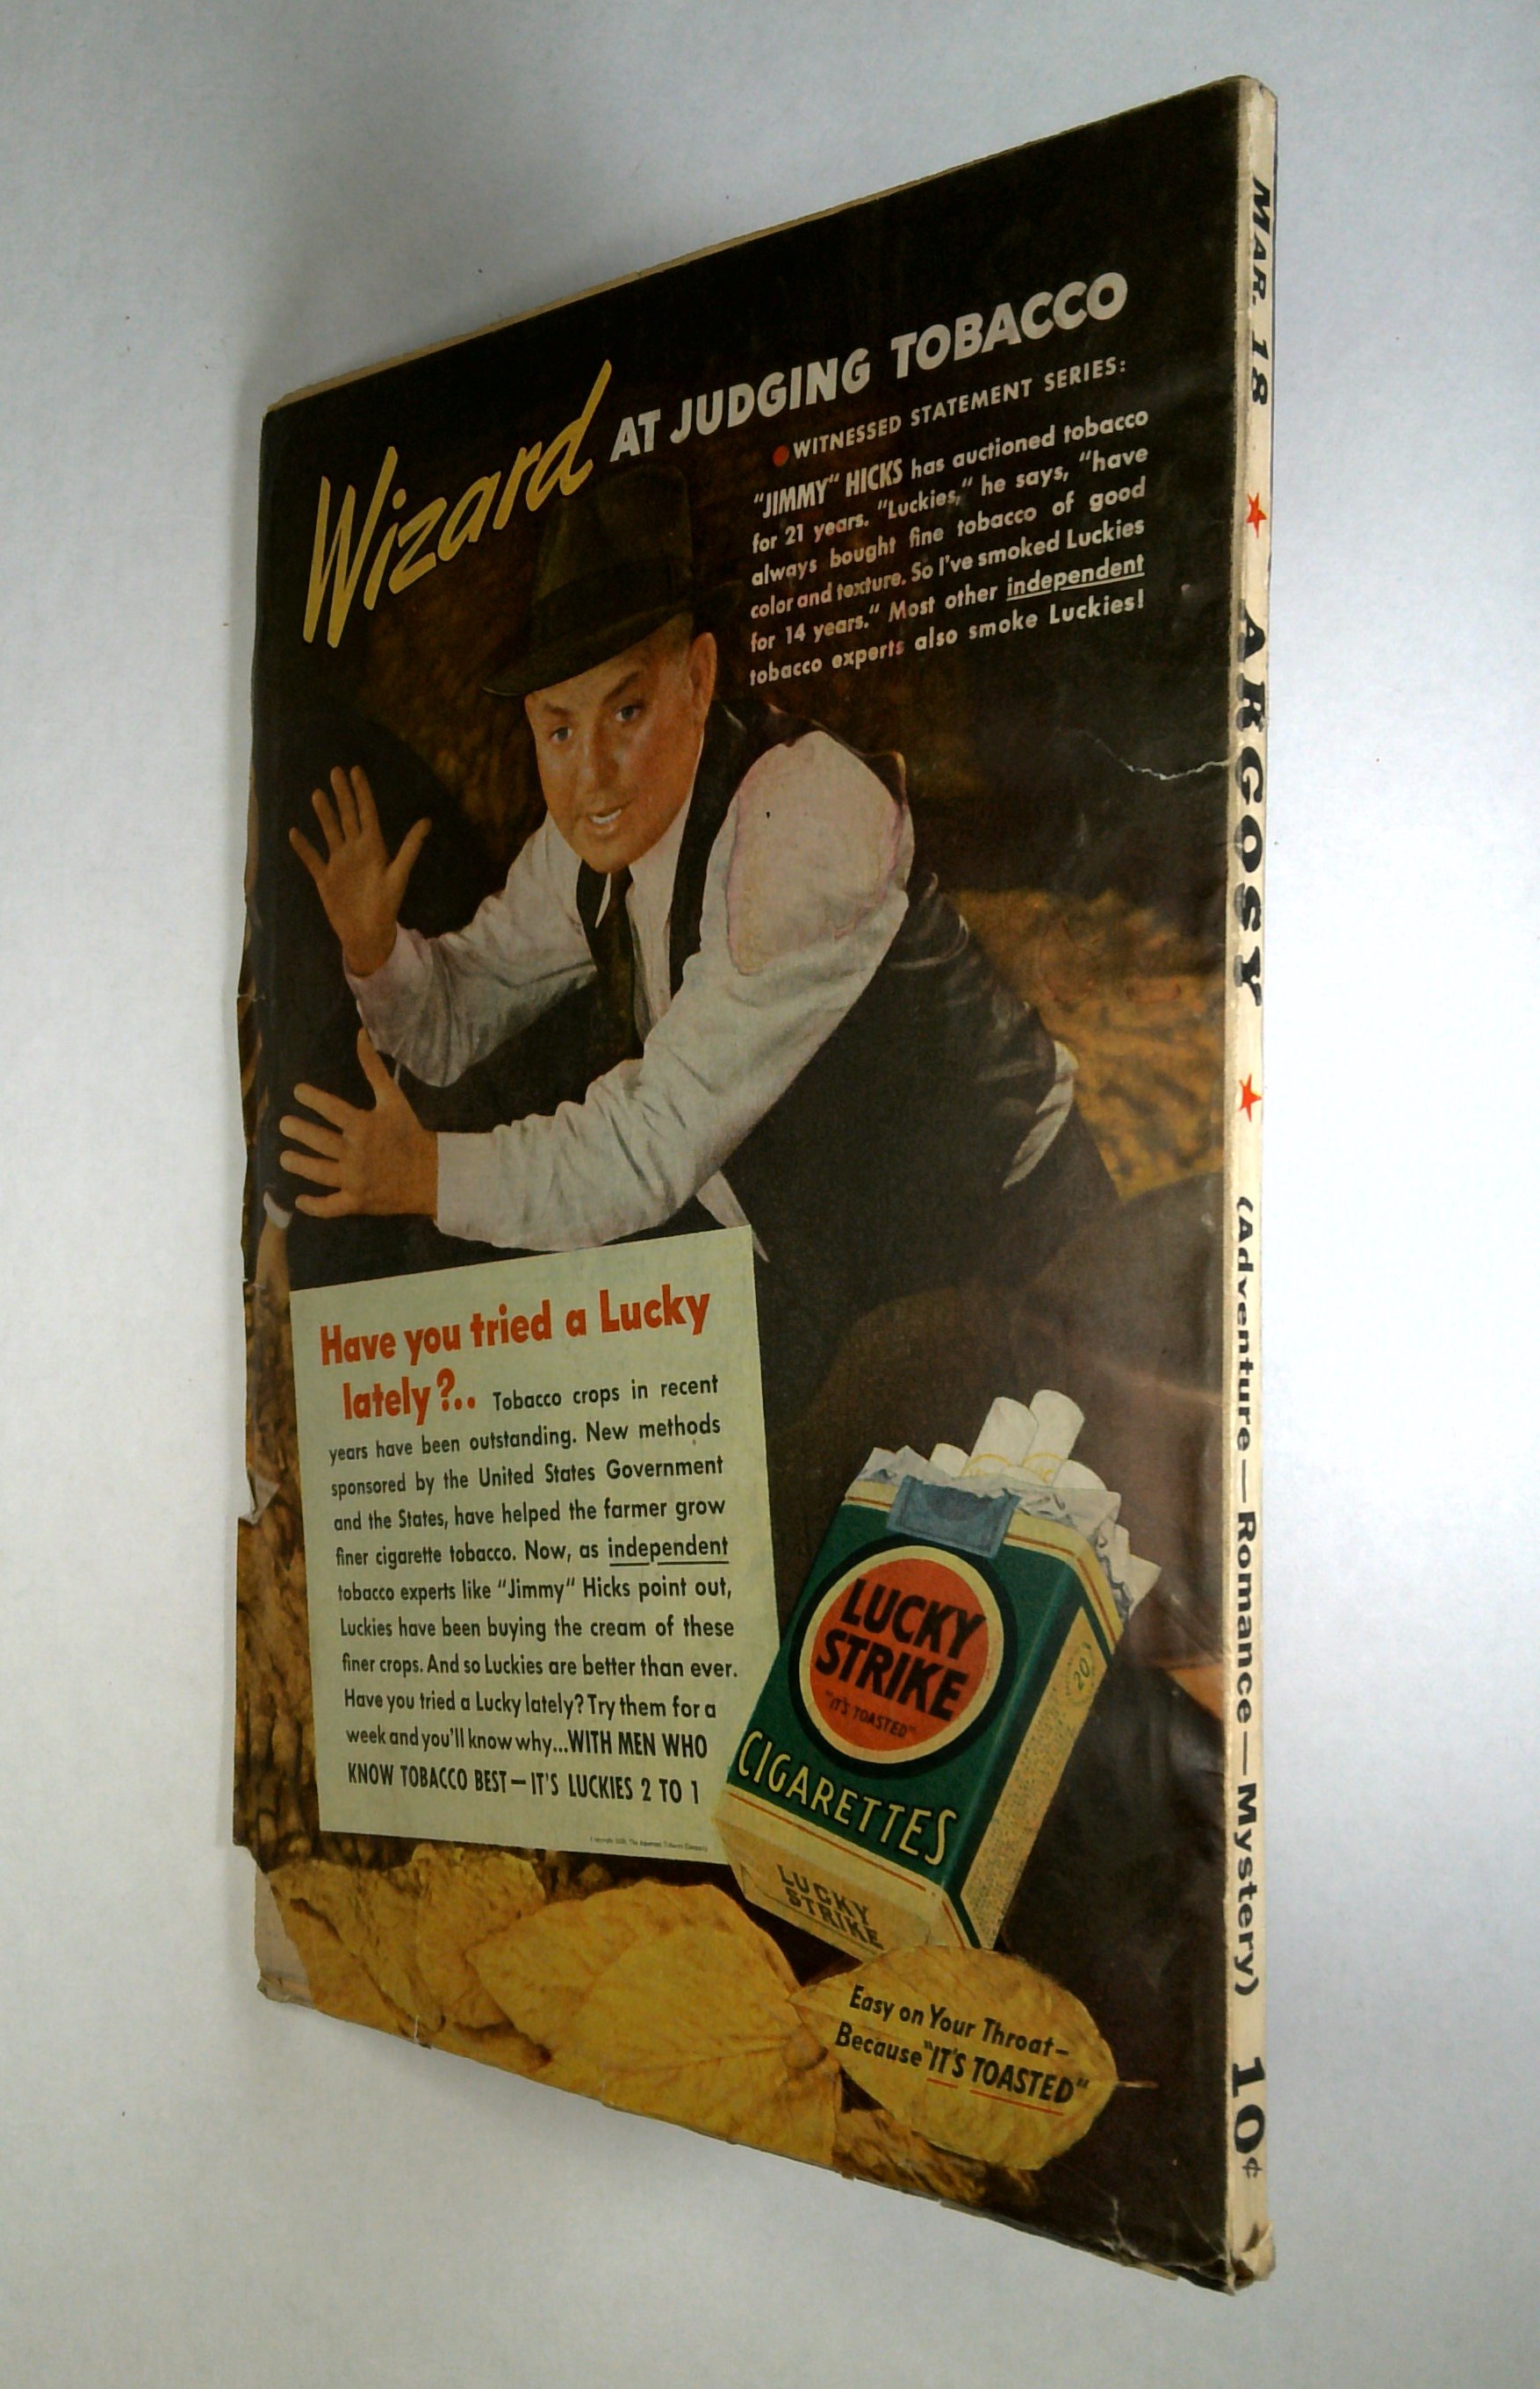 Wizard AT JUDGING TOBACCO
WITNESSED STATEMENT SERIES:
"JIMMY" HICKS has auctioned tobacco
for 21 years. "Luckies," he says, "have
always bought fine tobacco of good
color and texture. So I've smoked Luckies
for 14 years." Most other independent
tobacco experts also smoke Luckies!
Have you tried a Lucky
lately?.. Tobacco crops in recent
years have been outstanding. New methods
sponsored by the United States Government
and the States, have helped the farmer grow
finer cigarette tobacco. Now, as independent
tobacco experts like "Jimmy" Hicks point out,
Luckies have been buying the cream of these
finer crops. And so Luckies are better than ever.
Have you tried a Lucky lately? Try them for a
week and you'll know why...WITH MEN WHO
KNOW TOBACCO BEST—IT'S LUCKIES 2 TO 1
LUCKY
STRIKE
"IT'S TOASTED"
CIGARETTES
20
LUCKY
STRIKE
Easy on Your Throat—
Because "IT'S TOASTED"
MAR. 18 ★ ARGOSY ★ (Adventure—Romance—Mystery) 10¢